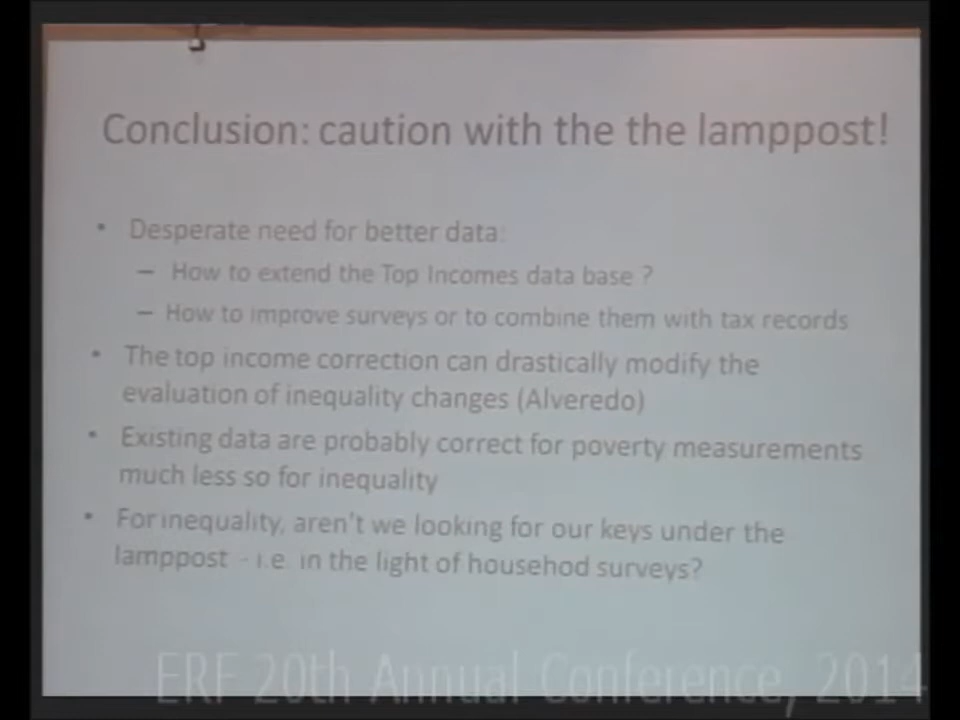 Conclusion: caution with the the lamppost!
• Desperate need for better data:
– How to extend the Top Incomes data base ?
– How to improve surveys or to combine them with tax records
• The top income correction can drastically modify the
evaluation of inequality changes (Alveredo)
• Existing data are probably correct for poverty measurements
much less so for inequality
• For inequality, aren't we looking for our keys under the
lamppost - i.e. in the light of househod surveys?
ERF 20th Annual Conference, 2014